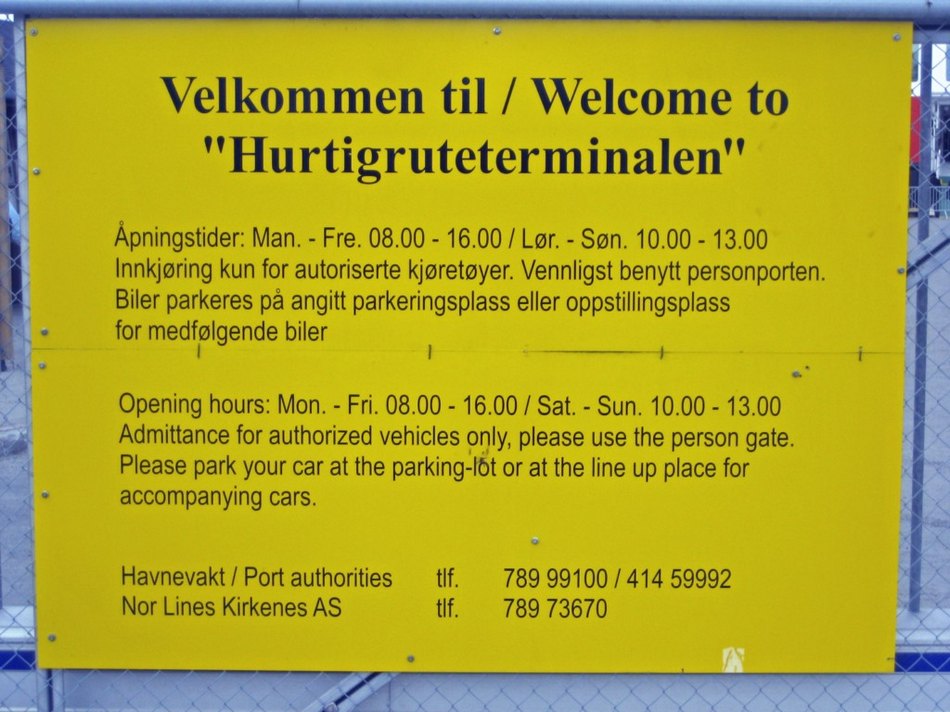 Velkommen til / Welcome to
"Hurtigruteterminalen"
Åpningstider: Man. - Fre. 08.00 - 16.00 / Lør. - Søn. 10.00 - 13.00
Innkjøring kun for autoriserte kjøretøyer. Vennligst benytt personporten.
Biler parkeres på angitt parkeringsplass eller oppstillingsplass
for medfølgende biler
Opening hours: Mon. - Fri. 08.00 - 16.00 / Sat. - Sun. 10.00 - 13.00
Admittance for authorized vehicles only, please use the person gate.
Please park your car at the parking-lot or at the line up place for
accompanying cars.
Havnevakt / Port authorities tlf. 789 99100 / 414 59992
Nor Lines Kirkenes AS tlf. 789 73670